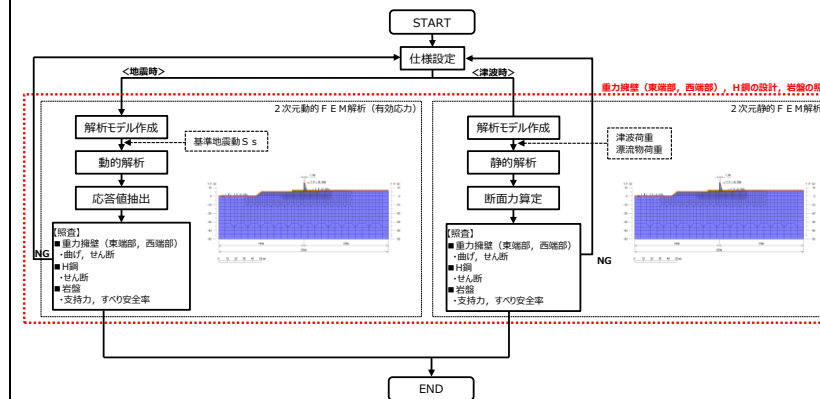 START
仕様設定
＜地震時＞
＜津波時＞
重力擁壁（東端部，西端部），H鋼の設計，岩盤の照
２次元動的ＦＥＭ解析（有効応力）
解析モデル作成
基準地震動Ｓｓ
動的解析
応答値抽出
【照査】
■重力擁壁（東端部，西端部）
・曲げ，せん断
■H鋼
・せん断
■岩盤
・支持力，すべり安全率
NG
２次元静的ＦＥＭ解析
解析モデル作成
津波荷重
漂流物荷重
静的解析
断面力算定
【照査】
■重力擁壁（東端部，西端部）
・曲げ，せん断
■H鋼
・せん断
■岩盤
・支持力，すべり安全率
NG
END